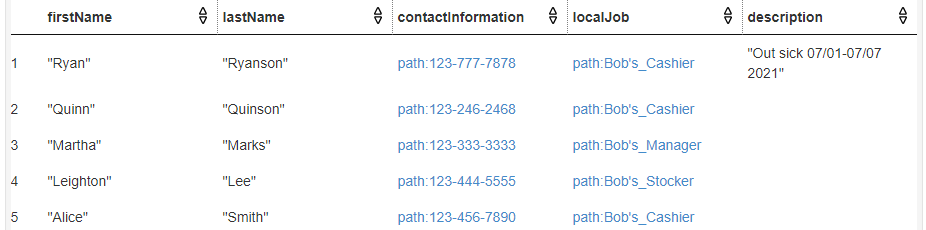 firstName lastName contactInformation localJob description
1 "Ryan" "Ryanson" path:123-777-7878 path:Bob's_Cashier "Out sick 07/01-07/07
2021"
2 "Quinn" "Quinson" path:123-246-2468 path:Bob's_Cashier
3 "Martha" "Marks" path:123-333-3333 path:Bob's_Manager
4 "Leighton" "Lee" path:123-444-5555 path:Bob's_Stocker
5 "Alice" "Smith" path:123-456-7890 path:Bob's_Cashier